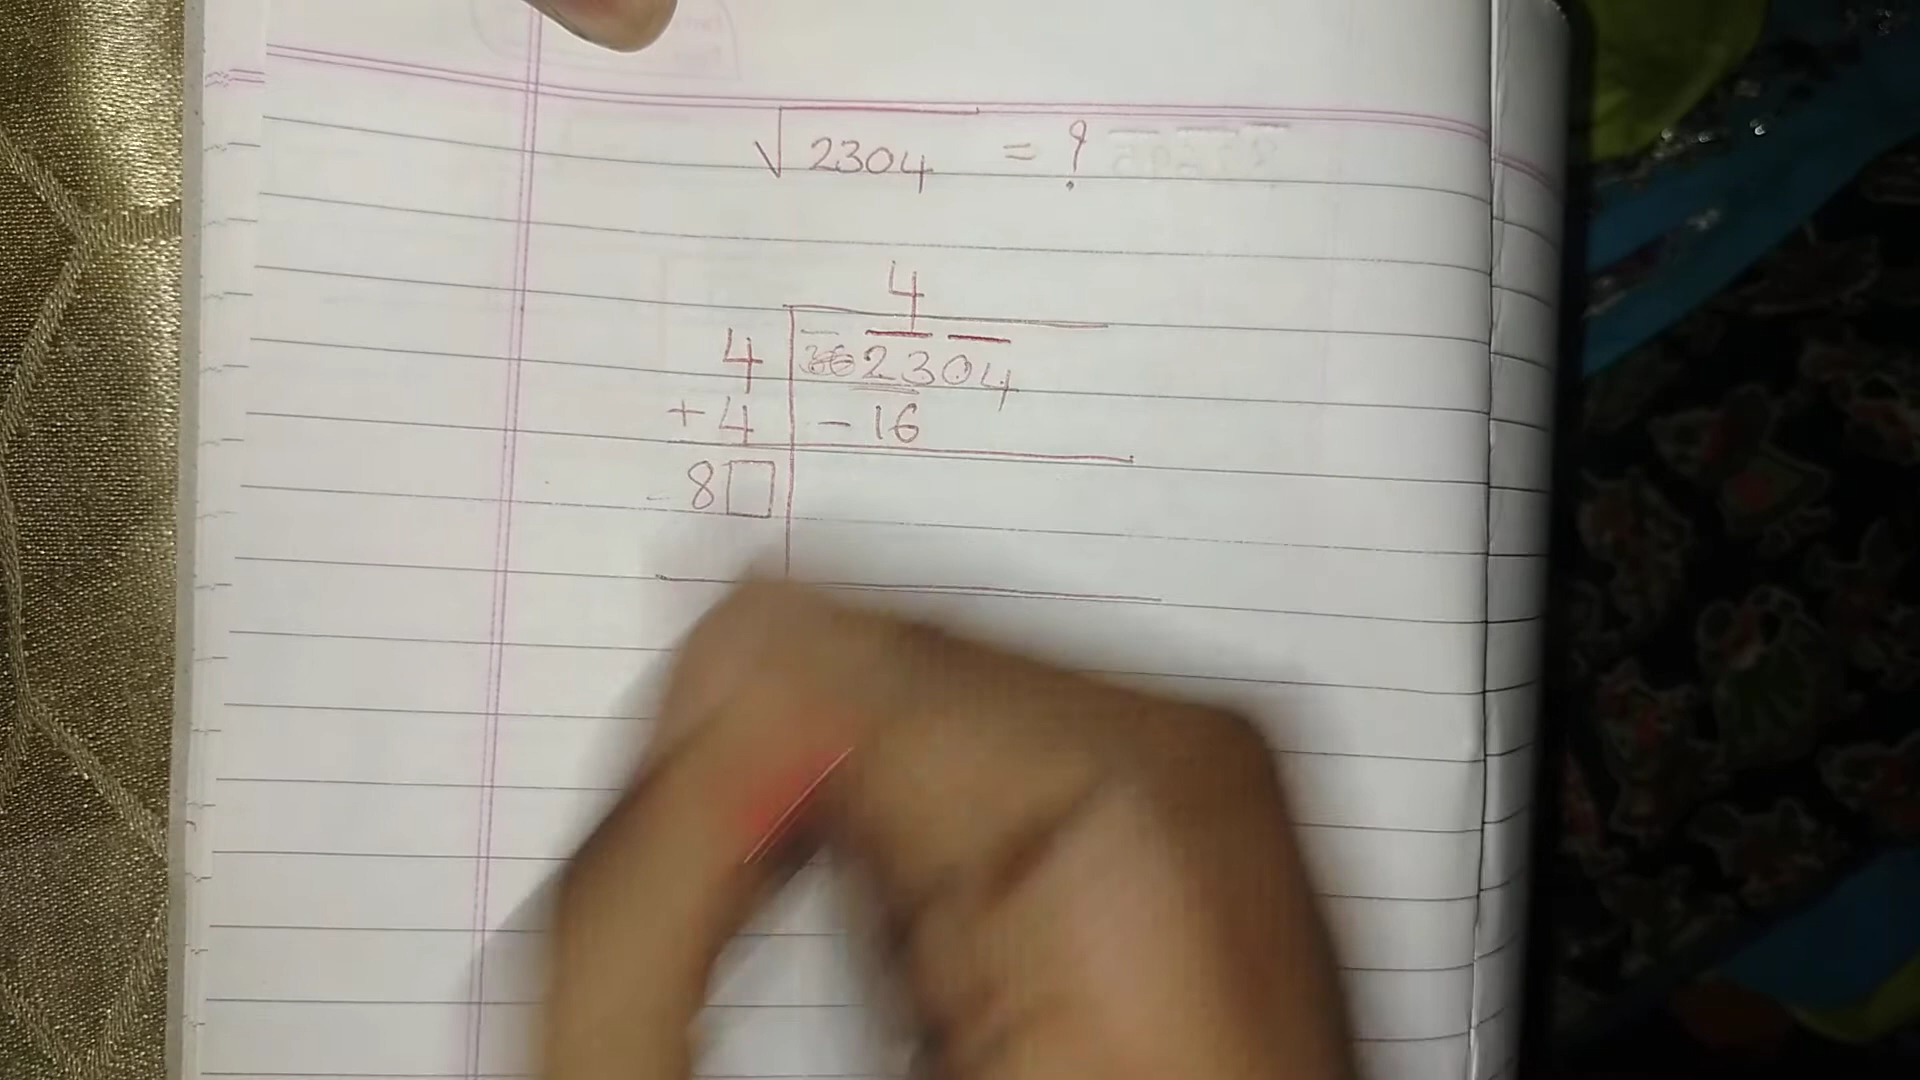 √2304 = ?
4
4 2304
+ 4 - 16
8□